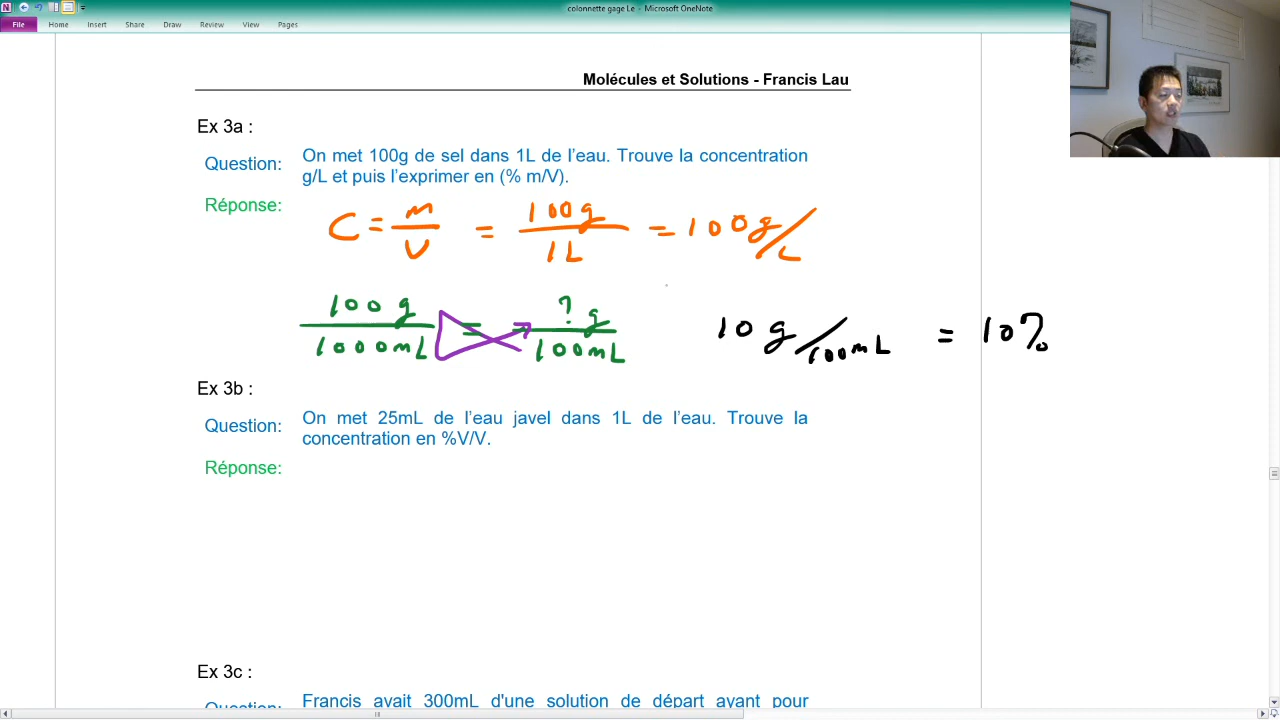 colonnette gage Le - Microsoft OneNote
File Home Insert Share Draw Review View Pages
Molécules et Solutions - Francis Lau
Ex 3a :
Question: On met 100g de sel dans 1L de l'eau. Trouve la concentration
g/L et puis l'exprimer en (% m/V).
Réponse:
C = m/V = 100g/1L = 100g/L
100g/1000mL = ?g/100mL 10g/100mL = 10%
Ex 3b :
Question: On met 25mL de l'eau javel dans 1L de l'eau. Trouve la
concentration en %V/V.
Réponse:
Ex 3c :
Question: Francis avait 300mL d'une solution de départ ayant pour